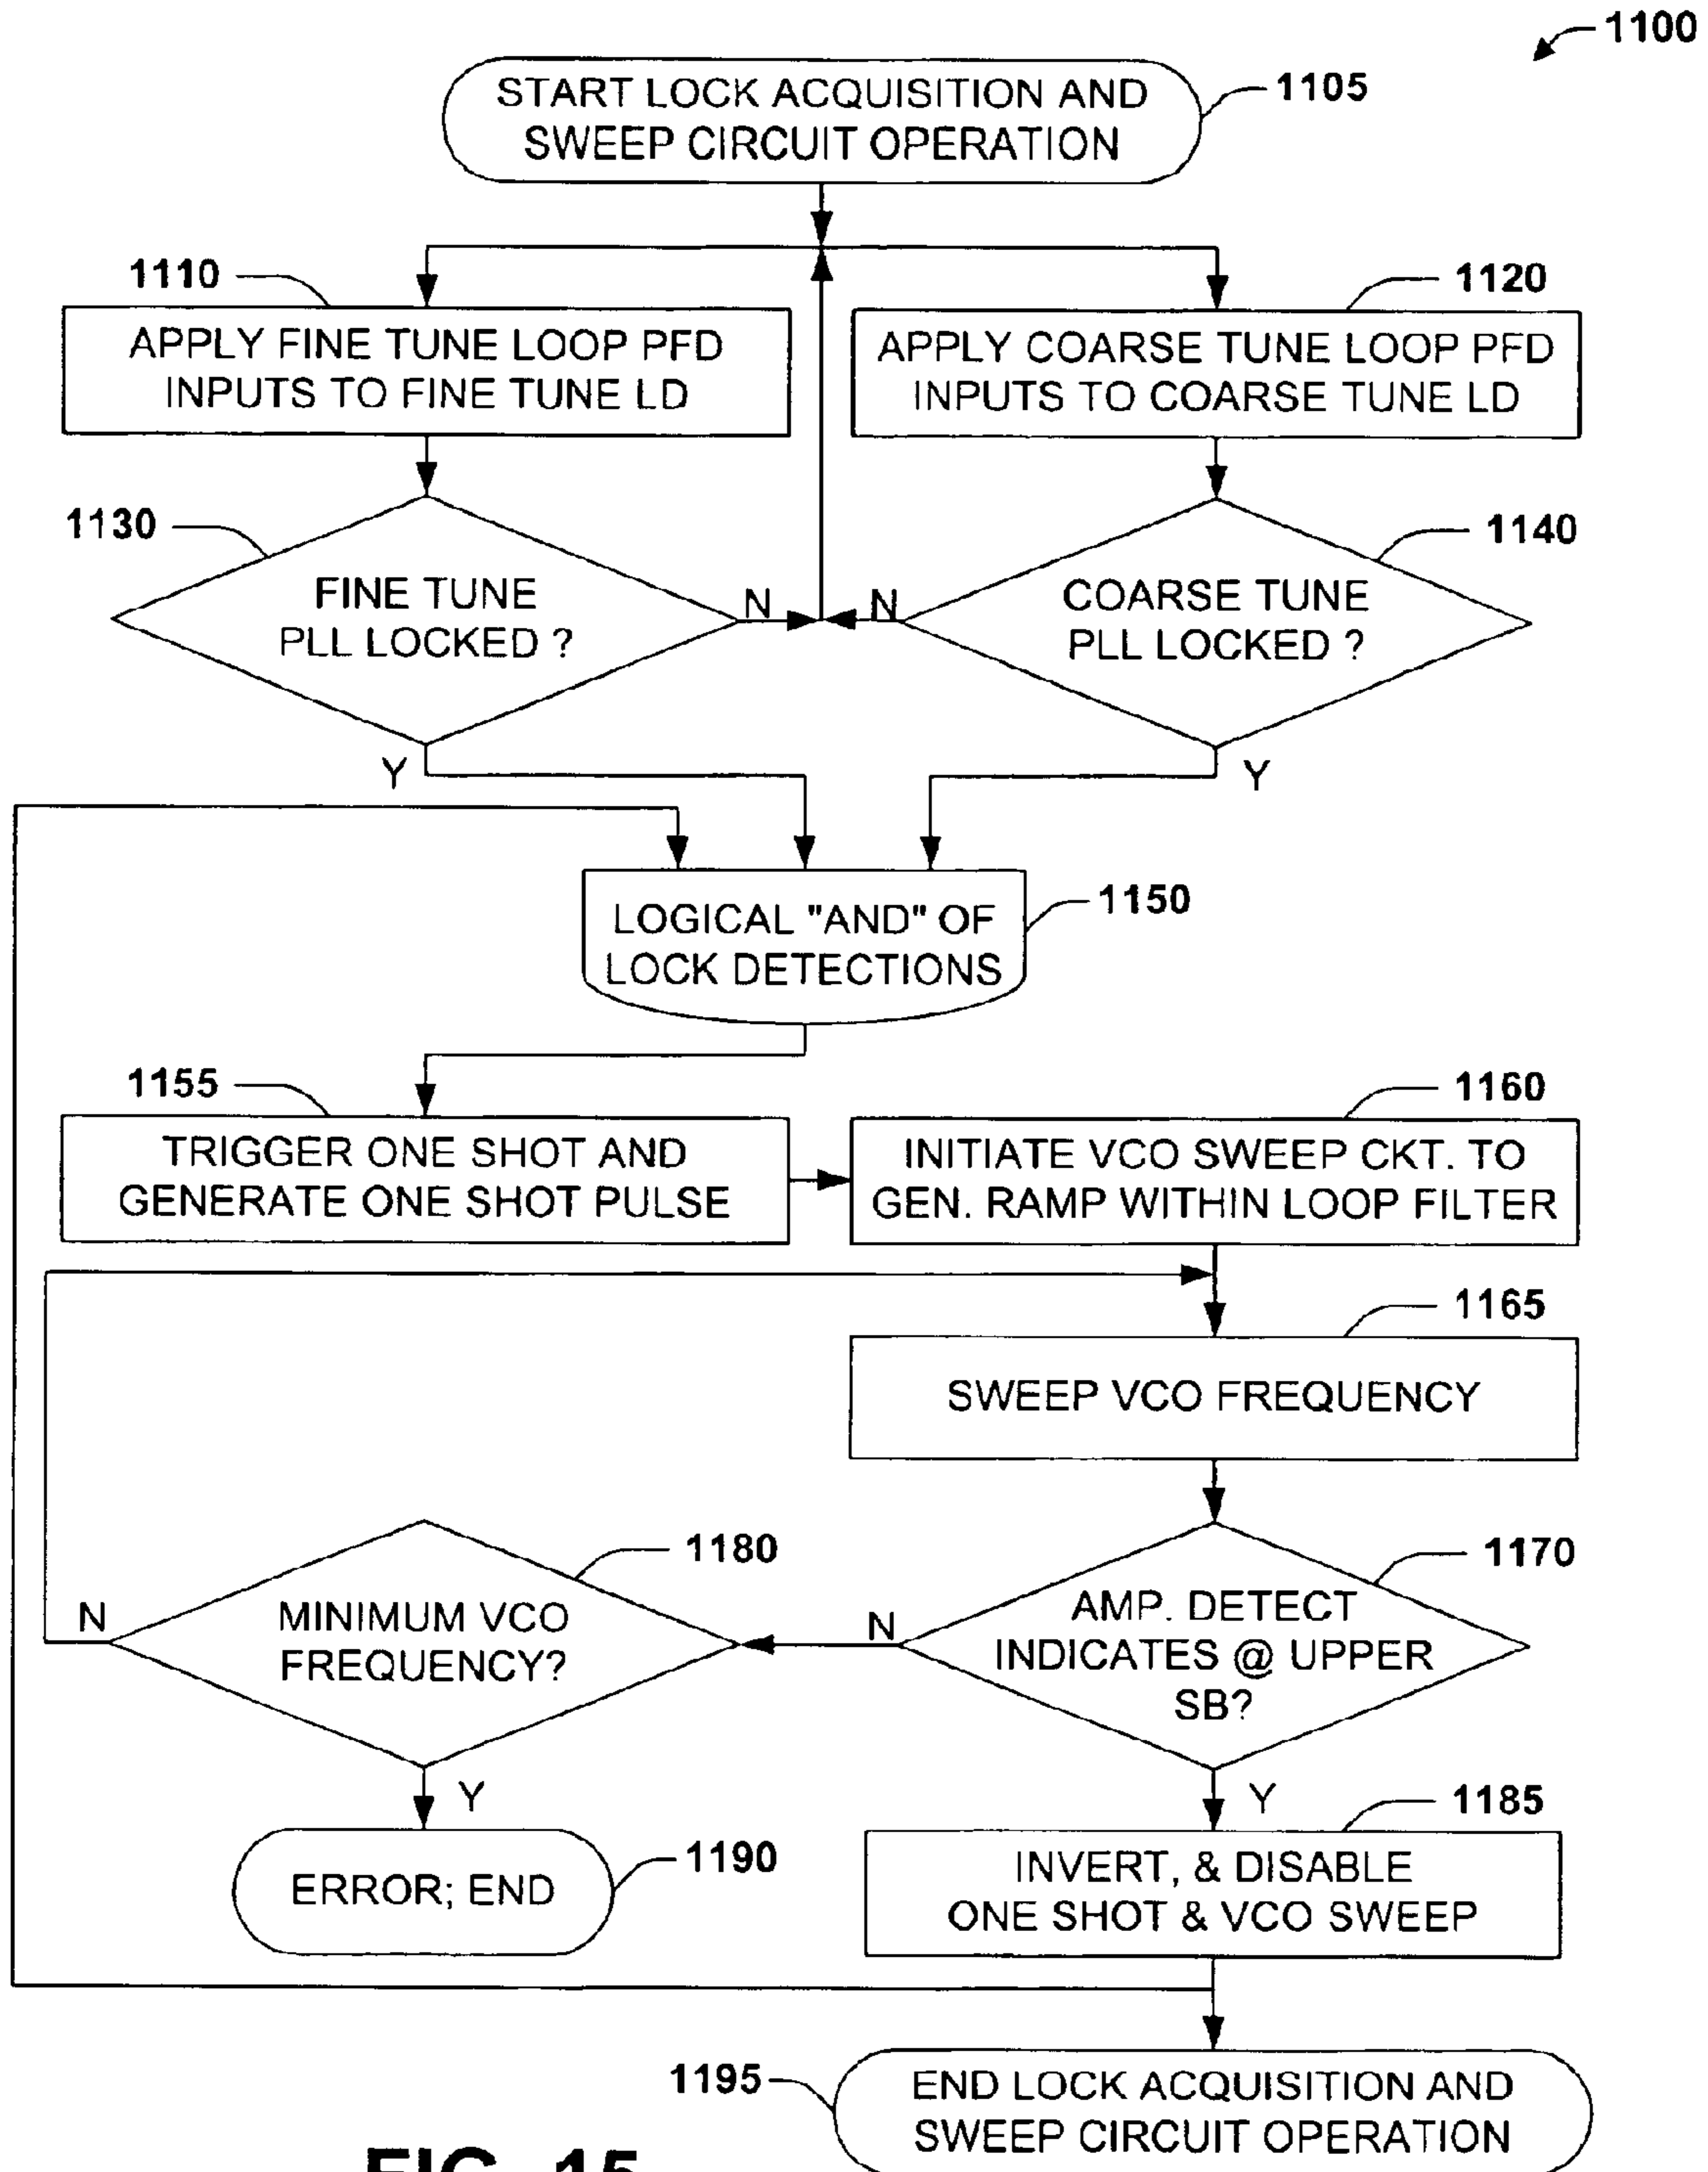 1100
START LOCK ACQUISITION AND
SWEEP CIRCUIT OPERATION
1105
1110
APPLY FINE TUNE LOOP PFD
INPUTS TO FINE TUNE LD
1120
APPLY COARSE TUNE LOOP PFD
INPUTS TO COARSE TUNE LD
1130
FINE TUNE
PLL LOCKED ?
N
Y
1140
COARSE TUNE
PLL LOCKED ?
N
Y
LOGICAL "AND" OF
LOCK DETECTIONS
1150
1155
TRIGGER ONE SHOT AND
GENERATE ONE SHOT PULSE
1160
INITIATE VCO SWEEP CKT. TO
GEN. RAMP WITHIN LOOP FILTER
1165
SWEEP VCO FREQUENCY
1170
AMP. DETECT
INDICATES @ UPPER
SB?
N
Y
1180
MINIMUM VCO
FREQUENCY?
N
Y
1185
INVERT, & DISABLE
ONE SHOT & VCO SWEEP
ERROR; END
1190
1195
END LOCK ACQUISITION AND
SWEEP CIRCUIT OPERATION
FIG. 15